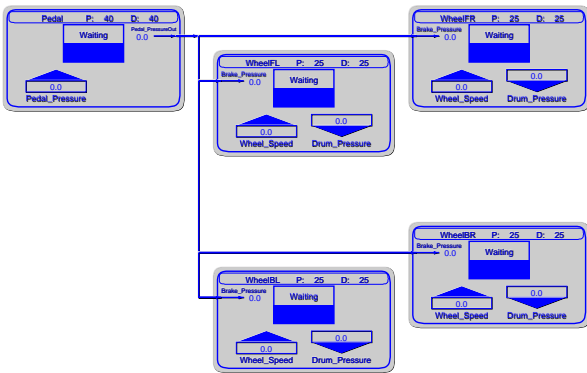 Pedal P: 40 D: 40
Pedal_PressureOut
0.0
Waiting
0.0
Pedal_Pressure
WheelFR P: 25 D: 25
Brake_Pressure
0.0
Waiting
0.0
0.0
Wheel_Speed Drum_Pressure
WheelFL P: 25 D: 25
Brake_Pressure
0.0
Waiting
0.0
0.0
Wheel_Speed Drum_Pressure
WheelBR P: 25 D: 25
Brake_Pressure
0.0
Waiting
0.0
0.0
Wheel_Speed Drum_Pressure
WheelBL P: 25 D: 25
Brake_Pressure
0.0
Waiting
0.0
0.0
Wheel_Speed Drum_Pressure